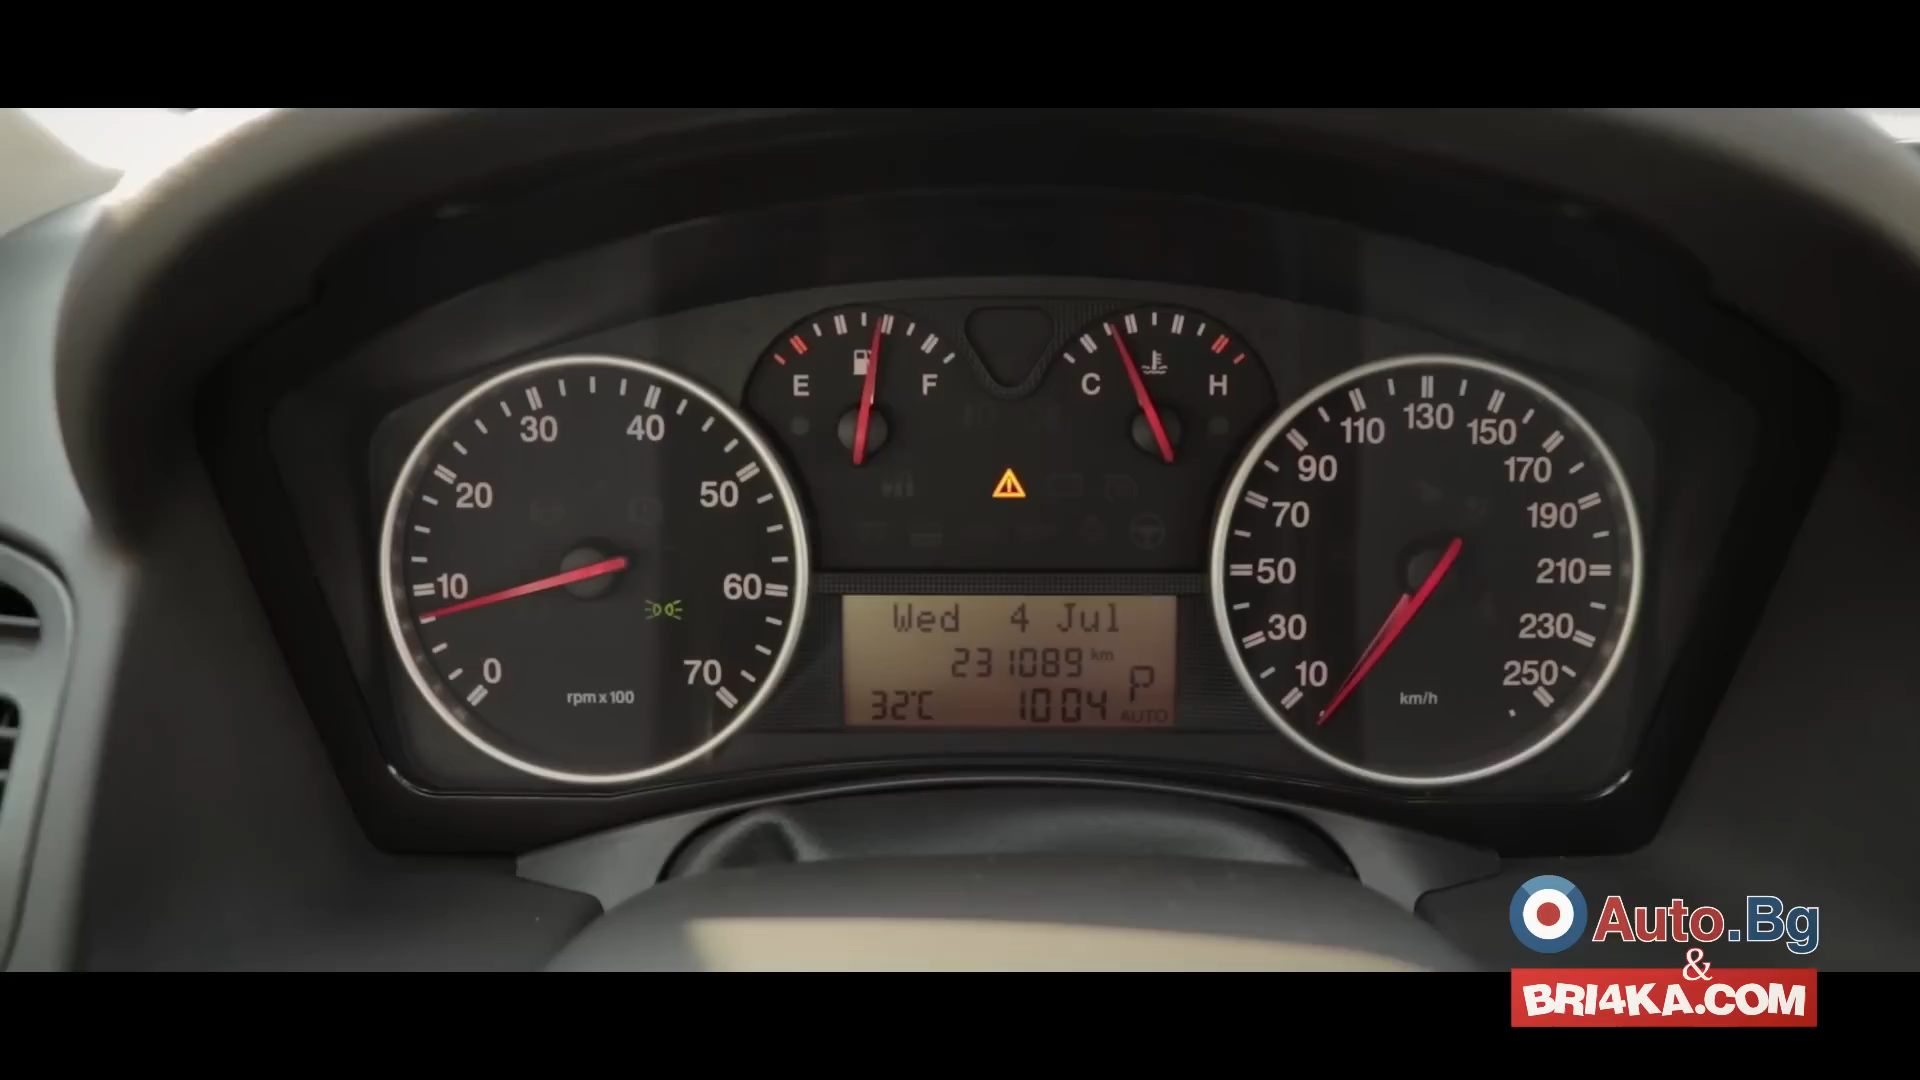 30 40
20 50
10 60
0 70
rpm x 100
E F
C H
Wed 4 Jul
231089 km
P
32°C 1004 AUTO
110 130 150
90 170
70 190
50 210
30 230
10 250
km/h
Auto.Bg
&
BRI4KA.COM